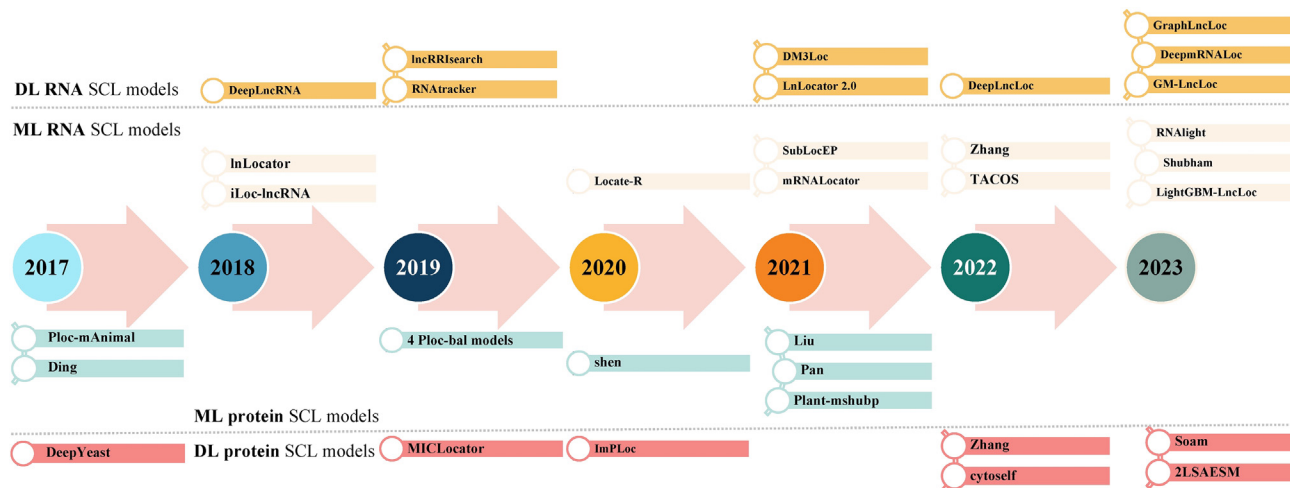 GraphLncLoc
lncRRIsearch
DM3Loc
DeepmRNALoc
DL RNA SCL models
DeepLncRNA
RNAtracker
LnLocator 2.0
DeepLncLoc
GM-LncLoc
ML RNA SCL models
RNAlight
lnLocator
SubLocEP
Zhang
Shubham
iLoc-lncRNA
Locate-R
mRNALocator
TACOS
LightGBM-LncLoc
2017
2018
2019
2020
2021
2022
2023
Ploc-mAnimal
4 Ploc-bal models
Liu
Ding
shen
Pan
Plant-mshubp
ML protein SCL models
DL protein SCL models
DeepYeast
MICLocator
ImPLoc
Zhang
Soam
cytoself
2LSAESM